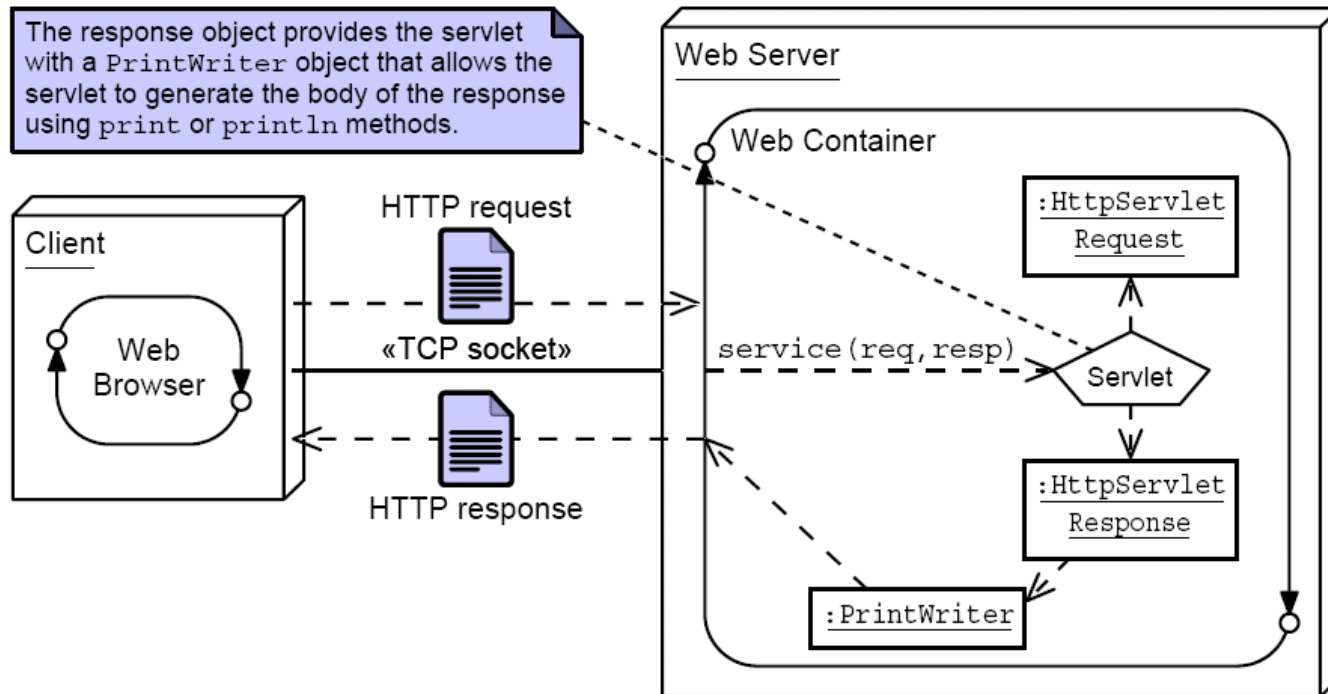 The response object provides the servlet
with a PrintWriter object that allows the
servlet to generate the body of the response
using print or println methods.
Web Server
Web Container
HTTP request
:HttpServlet
Request
Client
Web
Browser
«TCP socket»
service(req,resp)
Servlet
HTTP response
:HttpServlet
Response
:PrintWriter